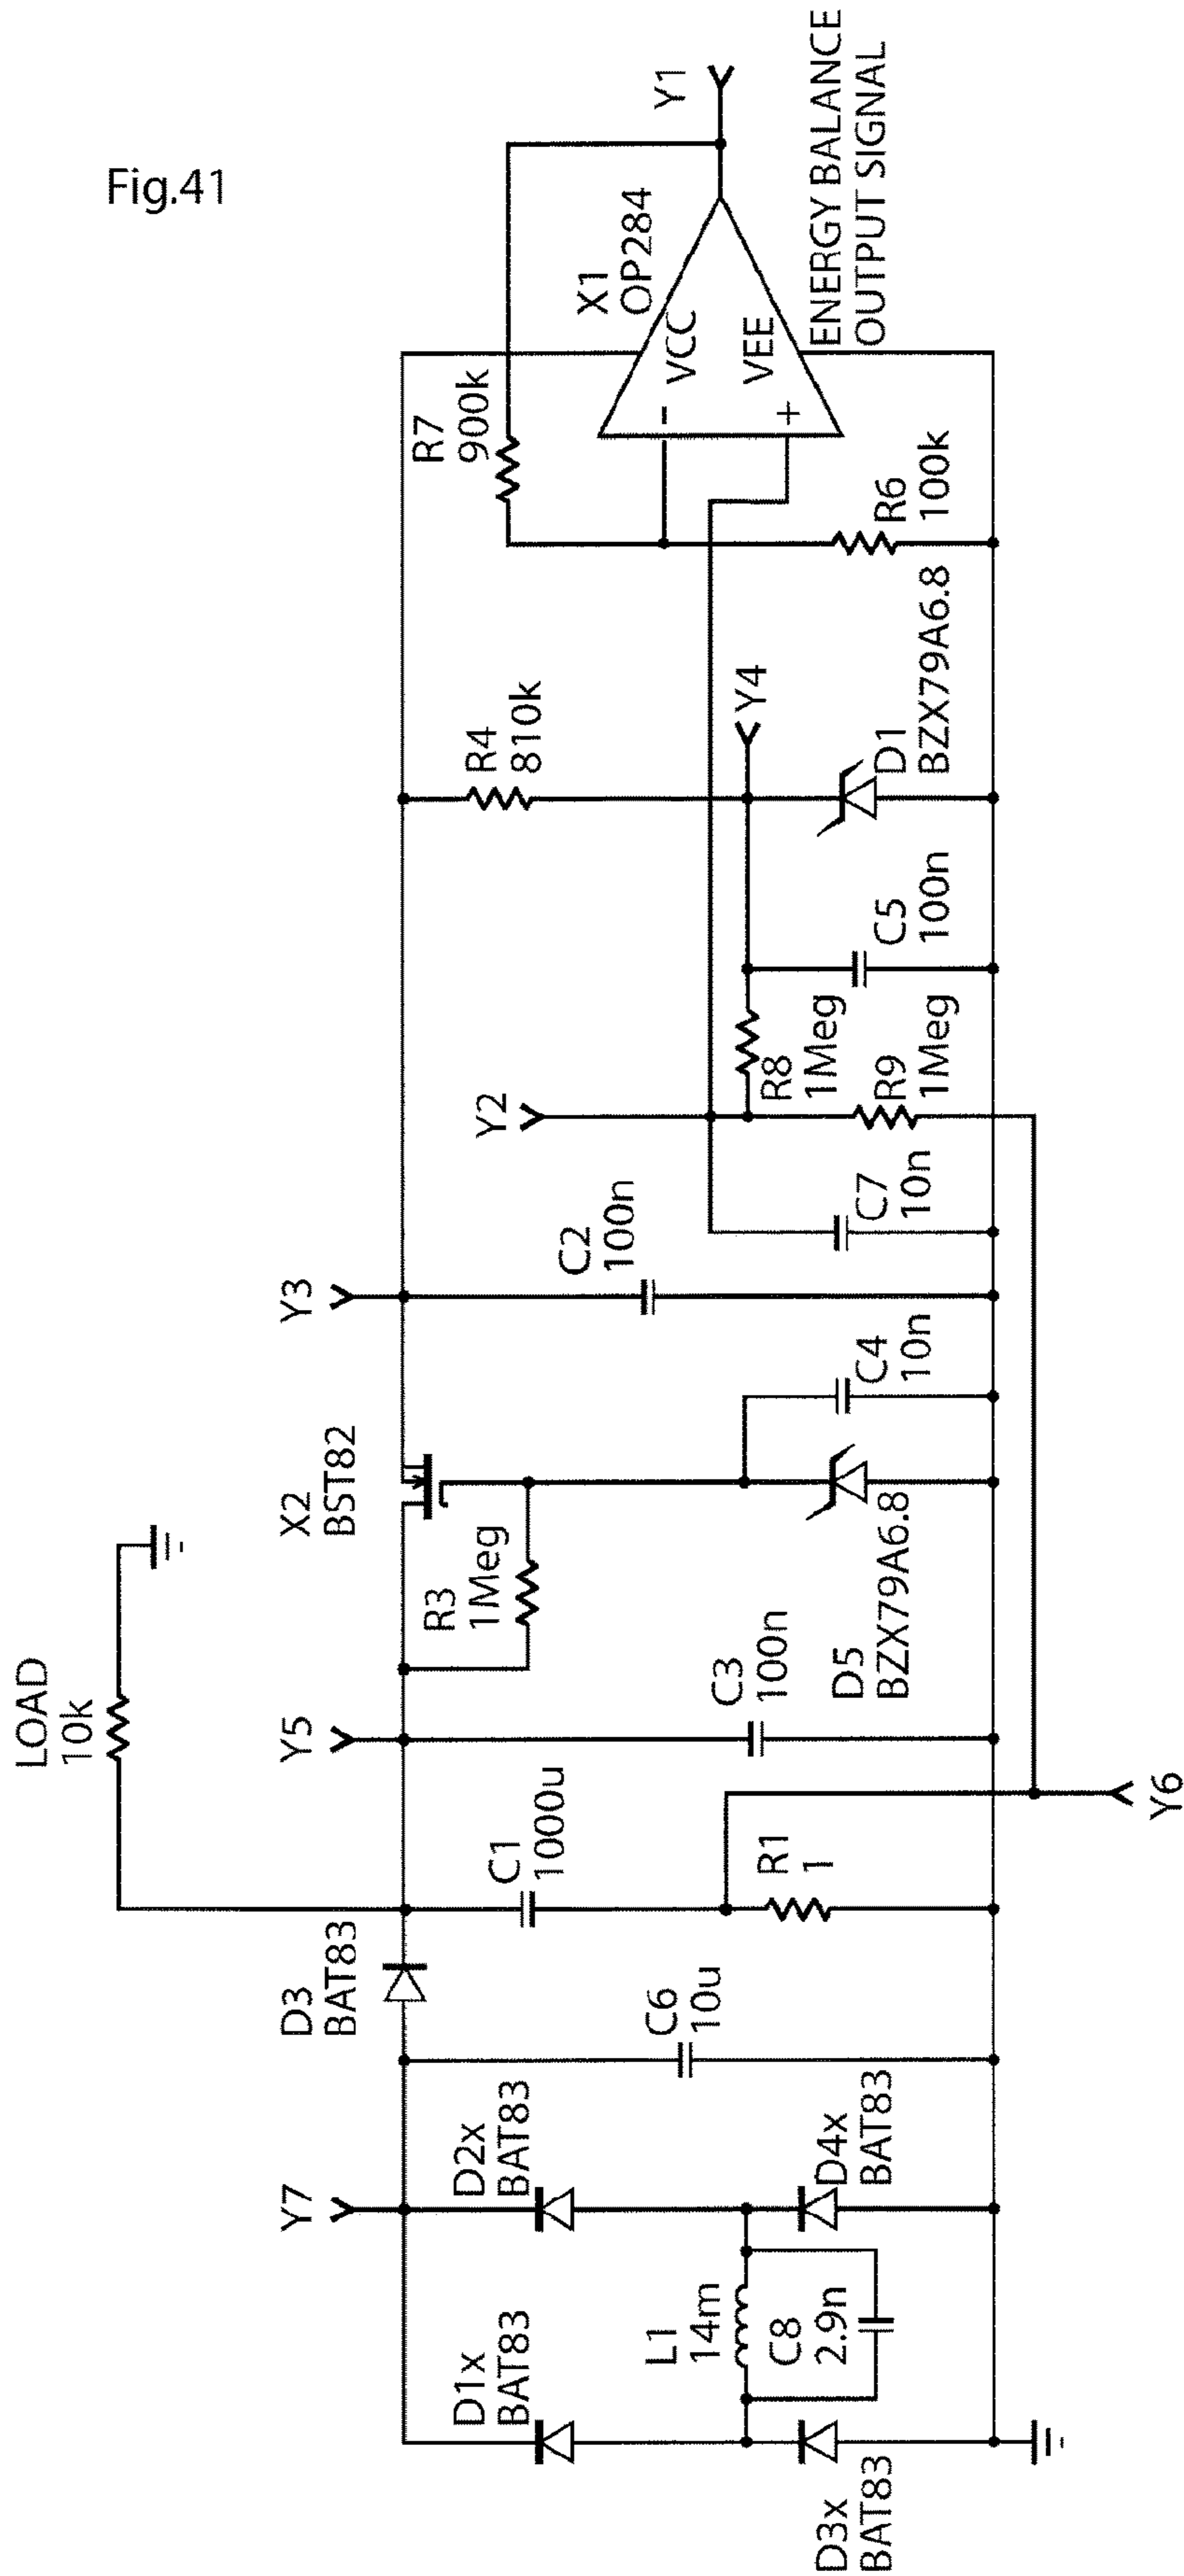 Fig.41
LOAD
10k
Y7
D3
BAT83
Y5
X2
BST82
Y3
Y2
R4
810k
R7
900k
X1
OP284
Y1
D1x
BAT83
D2x
BAT83
C6
10u
C1
1000u
R3
1Meg
C2
100n
Y4
VCC
-
VEE
+
L1
14m
C8
2.9n
D3x
BAT83
D4x
BAT83
R1
1
C3
100n
D5
BZX79A6.8
C4
10n
C7
10n
R8
1Meg
R9
1Meg
C5
100n
D1
BZX79A6.8
R6
100k
ENERGY BALANCE
OUTPUT SIGNAL
Y6